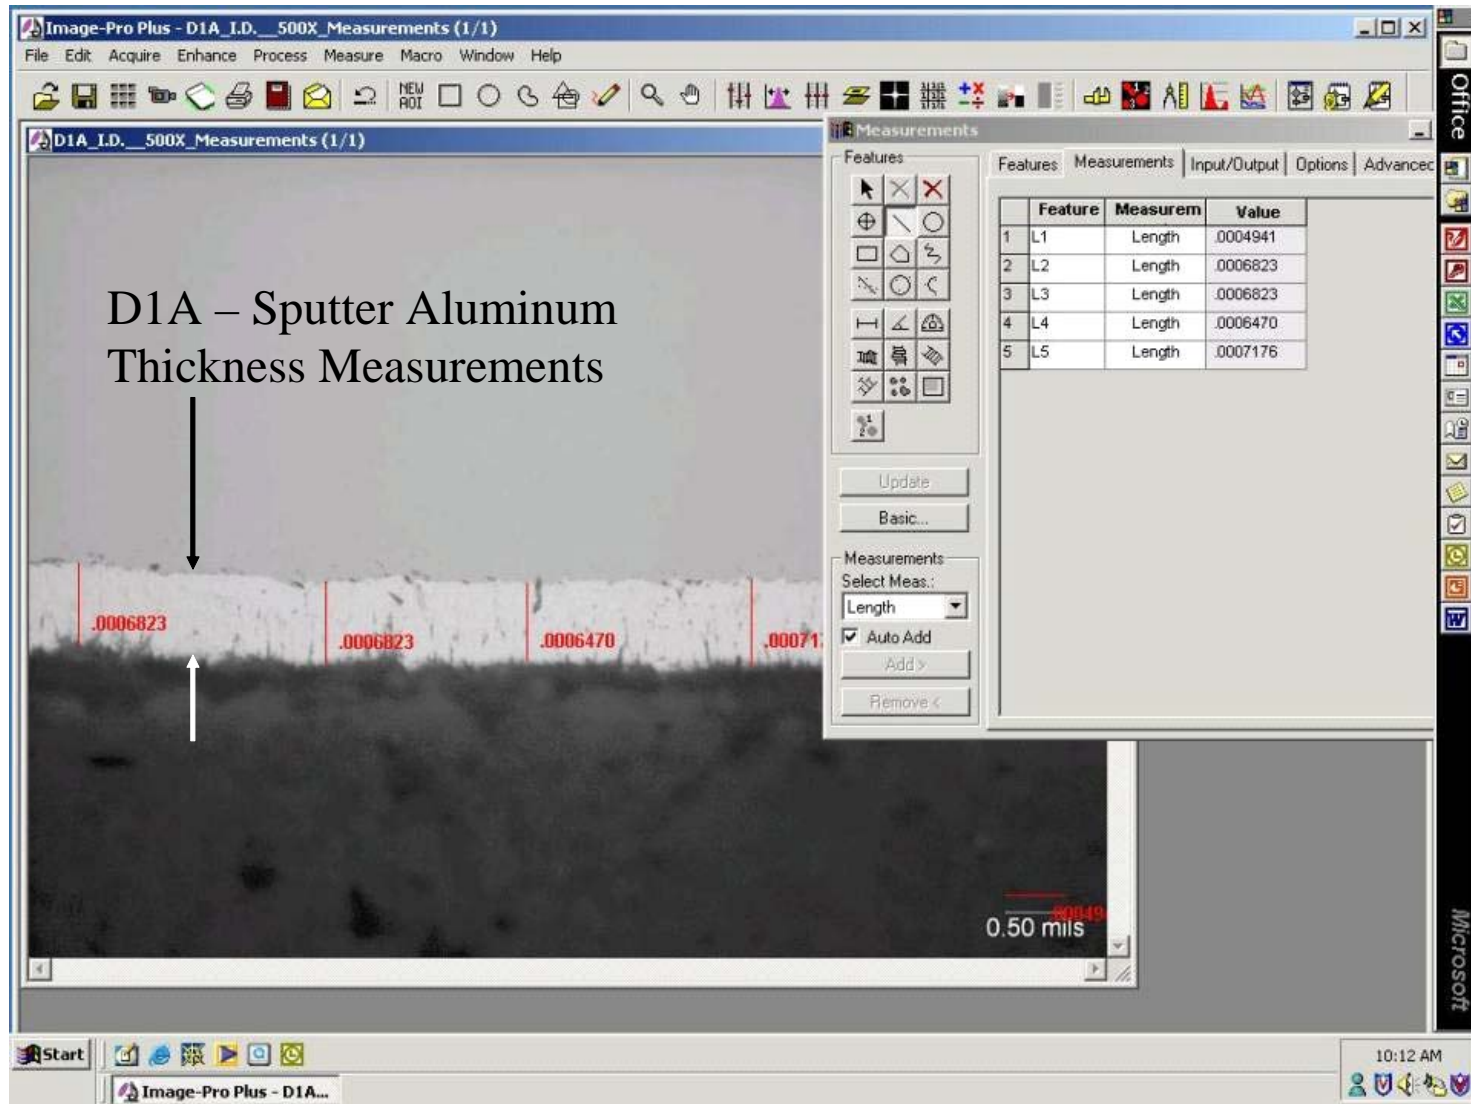 Image-Pro Plus - D1A_I.D.__500X_Measurements (1/1)
File Edit Acquire Enhance Process Measure Macro Window Help
NEW
AOI
Office
D1A_I.D.__500X_Measurements (1/1)
D1A – Sputter Aluminum
Thickness Measurements
.0006823
.0006823
.0006470
0.50 mils
Measurements
Features
Update
Basic...
Measurements
Select Meas.:
Length
Auto Add
Add >
Remove <
Features Measurements Input/Output Options Advanced
Feature Measurem Value
1 L1 Length .0004941
2 L2 Length .0006823
3 L3 Length .0006823
4 L4 Length .0006470
5 L5 Length .0007176
Microsoft
Start
10:12 AM
Image-Pro Plus - D1A...